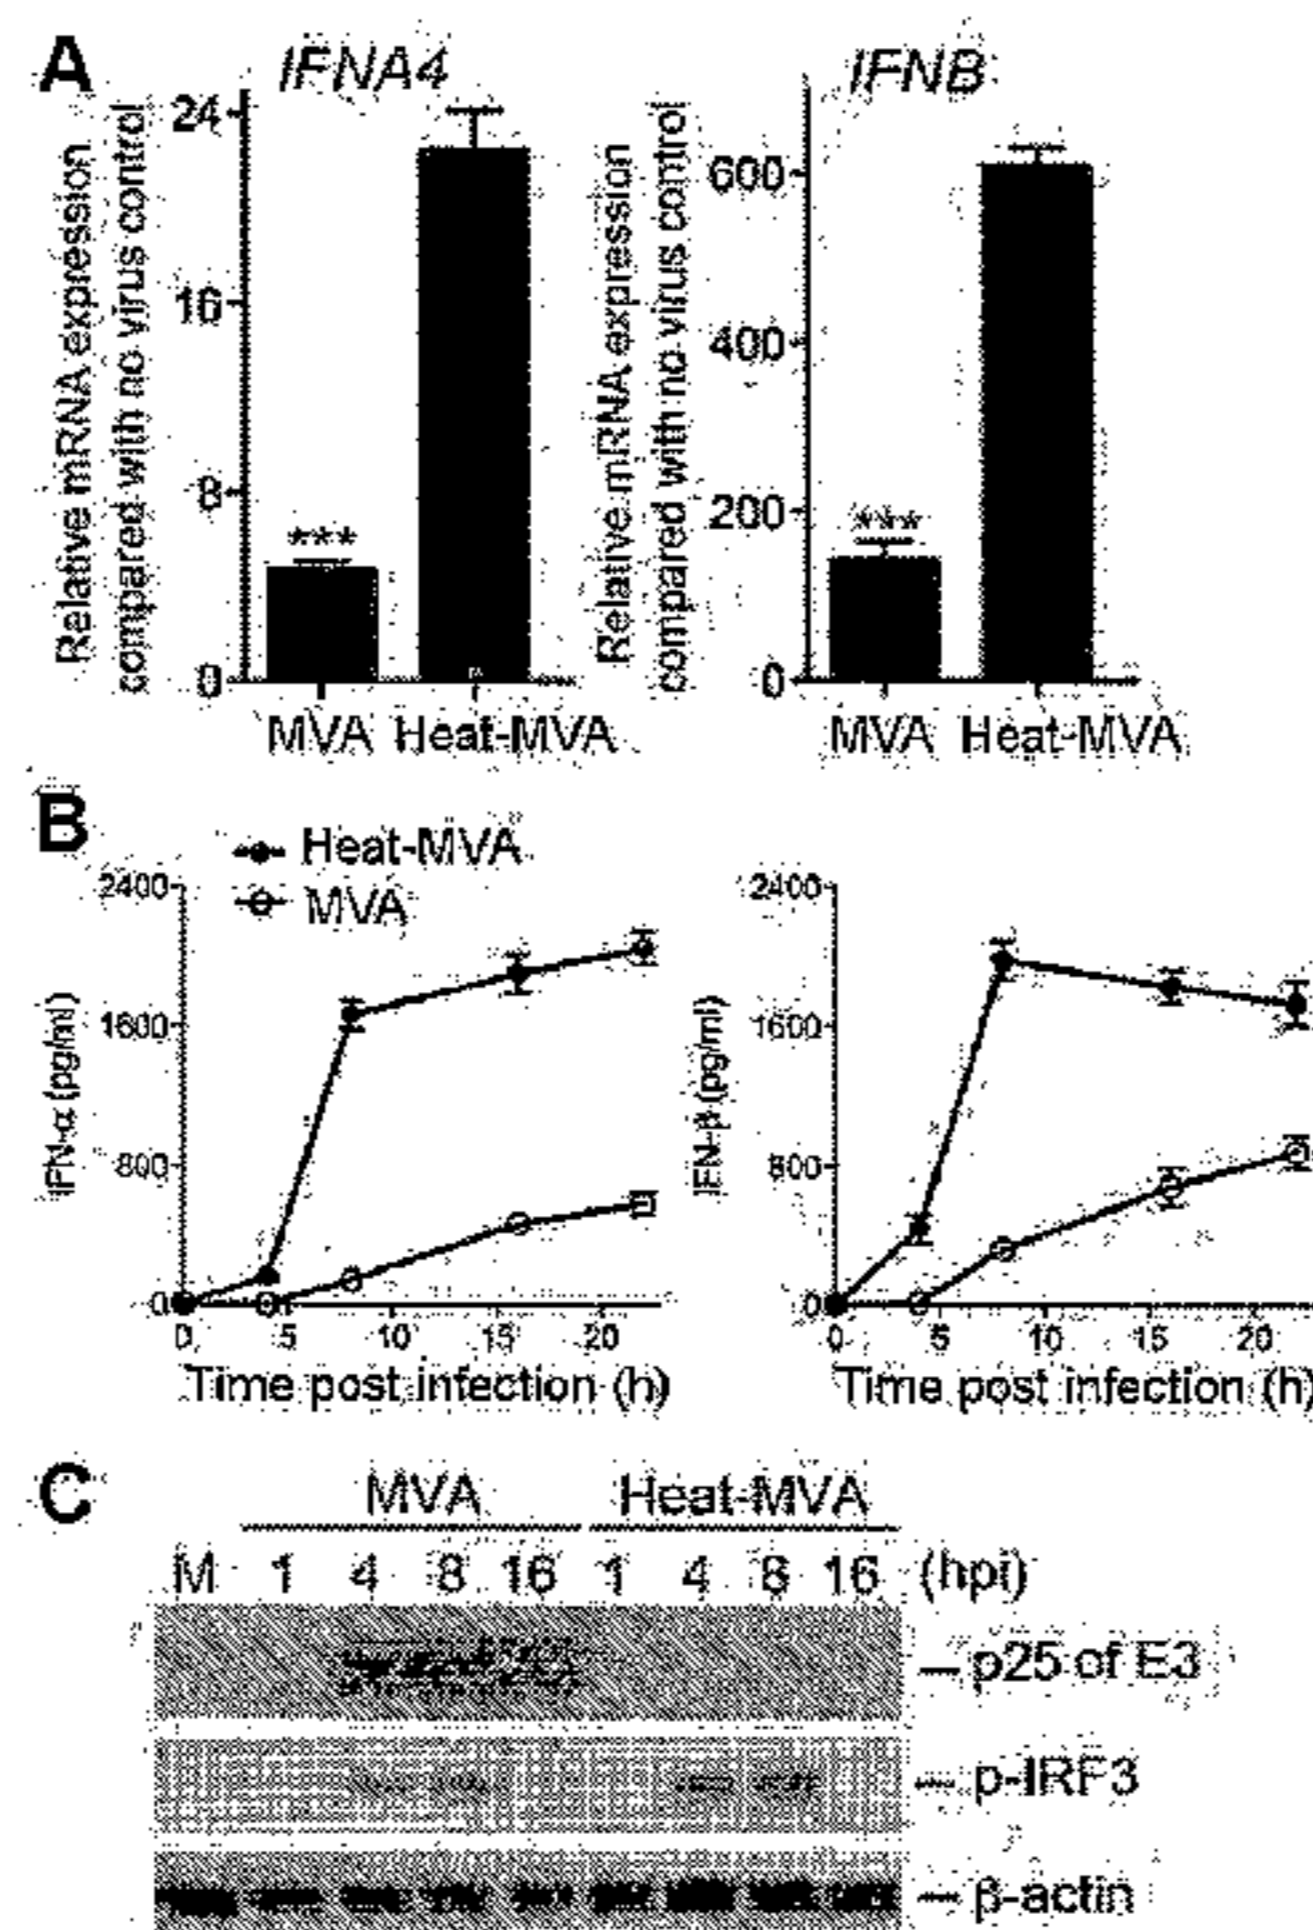 A
IFNA4
IFNB
Relative mRNA expression
compared with no virus control
24
16
8
0
MVA Heat-MVA
Relative mRNA expression
compared with no virus control
600
400
200
0
MVA Heat-MVA
***
***
B
Heat-MVA
MVA
IFN-α (pg/ml)
2400
1600
800
0
0 5 10 15 20
Time post infection (h)
IFN-β (pg/ml)
2400
1600
800
0
0 5 10 15 20
Time post infection (h)
C
MVA Heat-MVA
M 1 4 8 16 1 4 8 16 (hpi)
p25 of E3
p-IRF3
β-actin